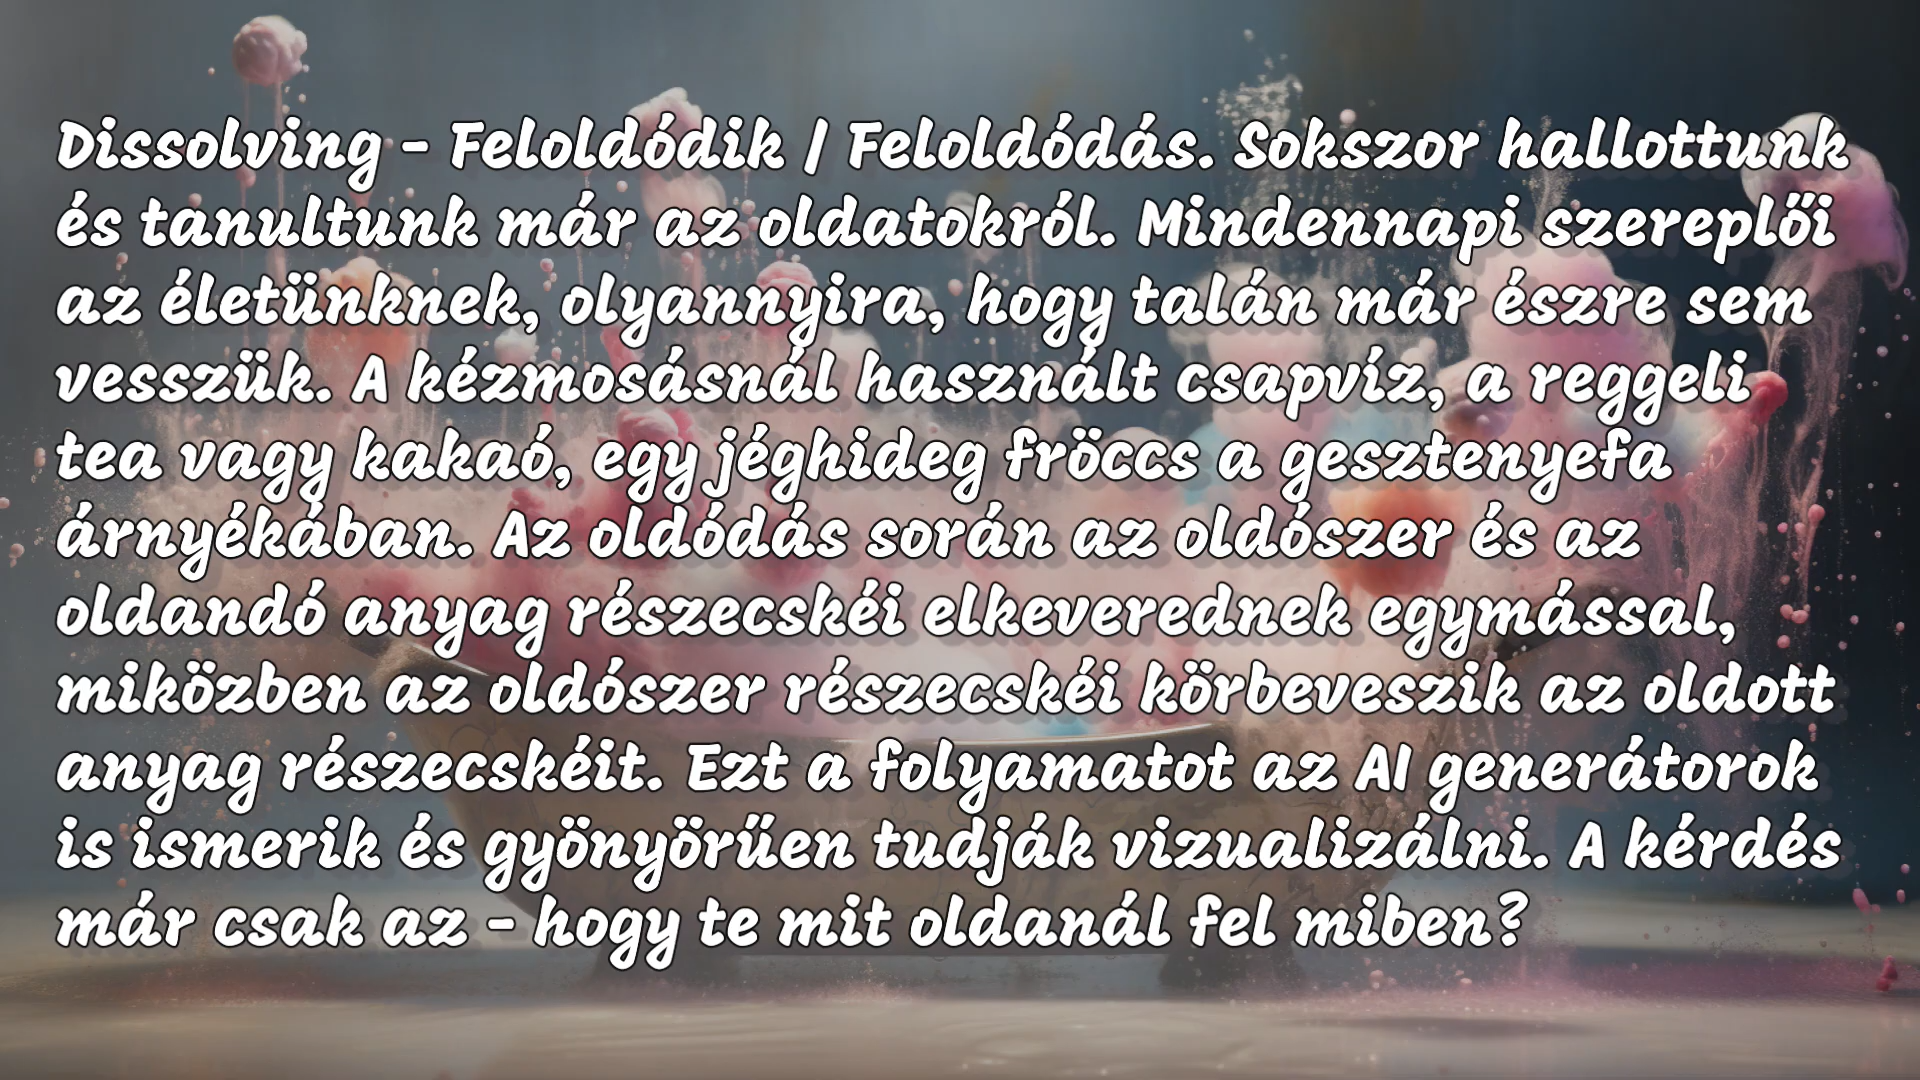 Dissolving - Feloldódik / Feloldódás. Sokszor hallottunk
és tanultunk már az oldatokról. Mindennapi szereplői
az életünknek, olyannyira, hogy talán már észre sem
vesszük. A kézmosásnál használt csapvíz, a reggeli
tea vagy kakaó, egy jéghideg fröccs a gesztenyefa
árnyékában. Az oldódás során az oldószer és az
oldandó anyag részecskéi elkeverednek egymással,
miközben az oldószer részecskéi körbeveszik az oldott
anyag részecskéit. Ezt a folyamatot az AI generátorok
is ismerik és gyönyörűen tudják vizualizálni. A kérdés
már csak az - hogy te mit oldanál fel miben?